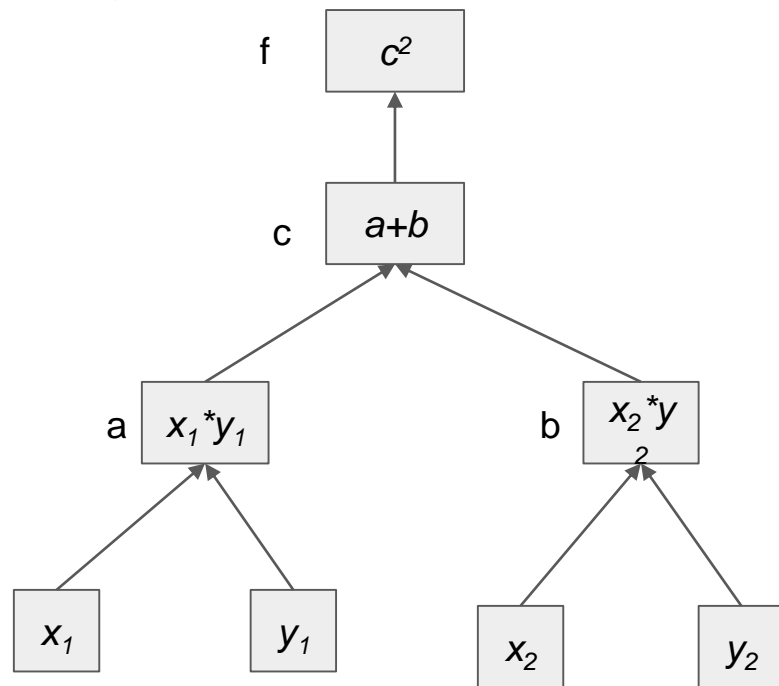 f
c²
c
a+b
a
x₁*y₁
b
x₂*y
₂
x₁
y₁
x₂
y₂